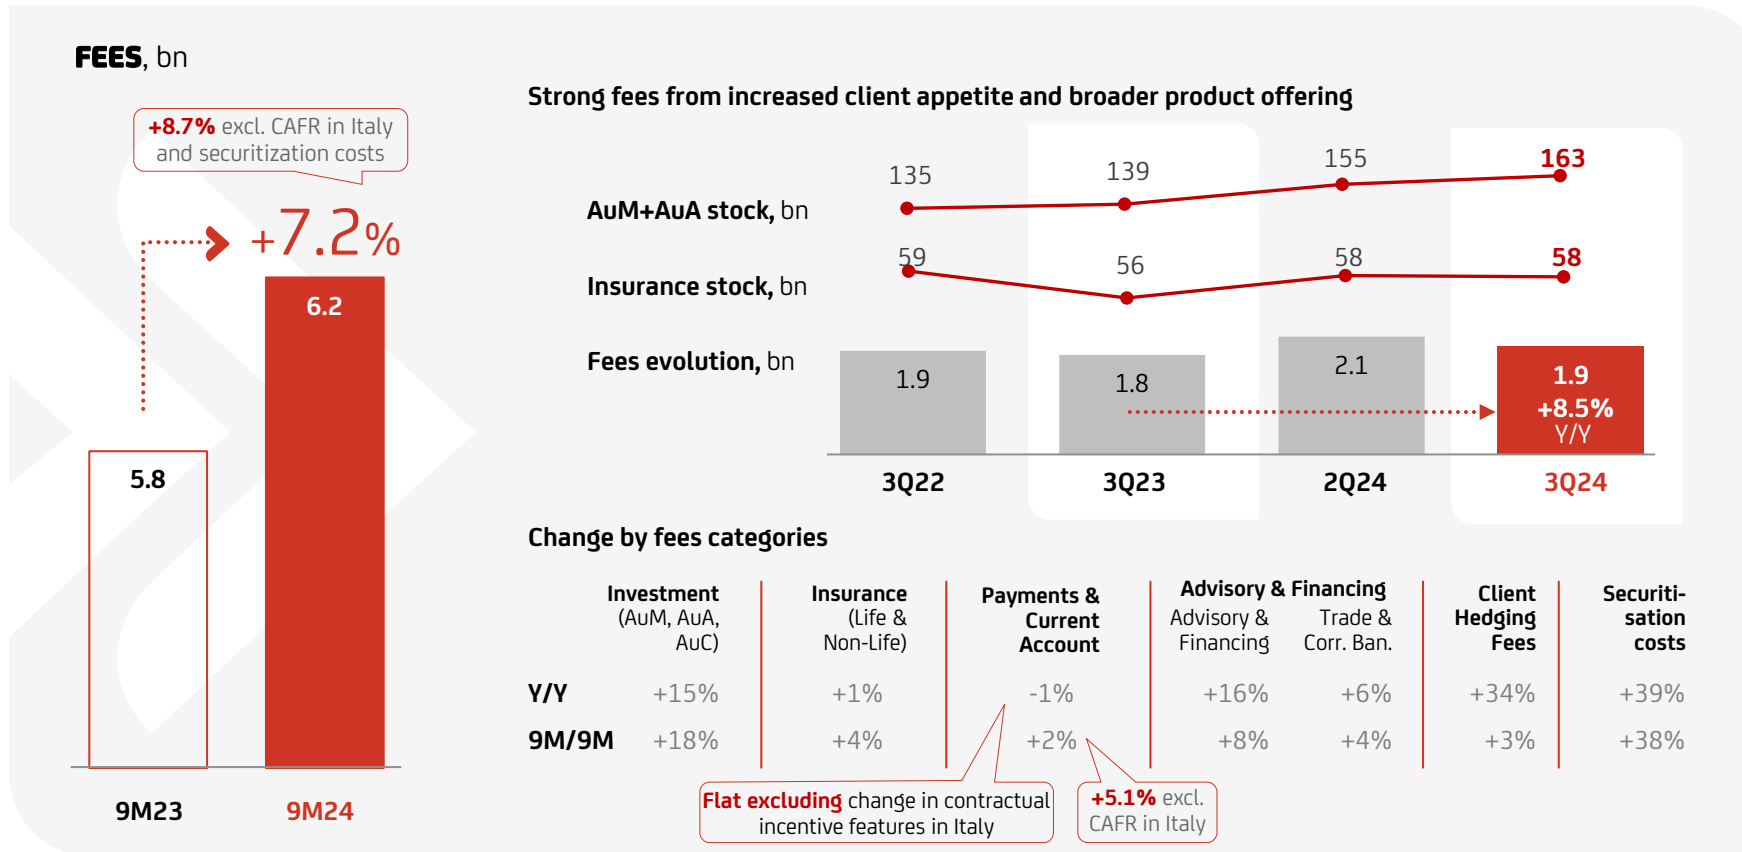 FEES, bn
+8.7% excl. CAFR in Italy
and securitization costs
+7.2%
6.2
5.8
9M23
9M24
Strong fees from increased client appetite and broader product offering
AuM+AuA stock, bn
135
139
155
163
Insurance stock, bn
59
56
58
58
Fees evolution, bn
1.9
1.8
2.1
1.9
+8.5%
Y/Y
3Q22
3Q23
2Q24
3Q24
Change by fees categories
Investment
(AuM, AuA,
AuC)
Insurance
(Life &
Non-Life)
Payments &
Current
Account
Advisory & Financing
Advisory &
Financing
Trade &
Corr. Ban.
Client
Hedging
Fees
Securiti-
sation
costs
Y/Y +15% +1% -1% +16% +6% +34% +39%
9M/9M +18% +4% +2% +8% +4% +3% +38%
Flat excluding change in contractual
incentive features in Italy
+5.1% excl.
CAFR in Italy